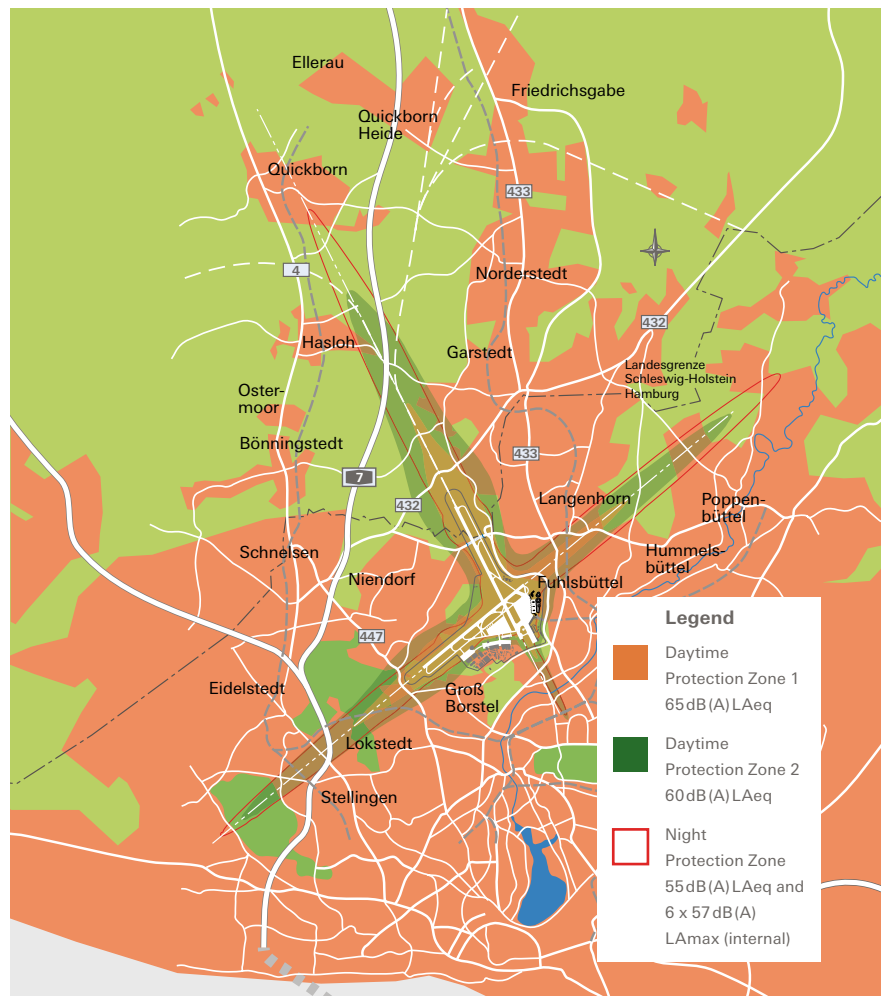 Ellerau
Friedrichsgabe
Quickborn
Heide
Quickborn
433
4
Norderstedt
432
Hasloh
Garstedt
Landesgrenze
Schleswig-Holstein
Hamburg
Oster-
moor
Bönningstedt
433
7
Langenhorn
432
Poppen-
büttel
Schnelsen
Hummels-
büttel
Niendorf
Fuhlsbüttel
447
Eidelstedt
Groß
Borstel
Lokstedt
Stellingen
Legend
Daytime
Protection Zone 1
65 dB (A) LAeq
Daytime
Protection Zone 2
60 dB (A) LAeq
Night
Protection Zone
55 dB (A) LAeq and
6 x 57 dB (A)
LAmax (internal)